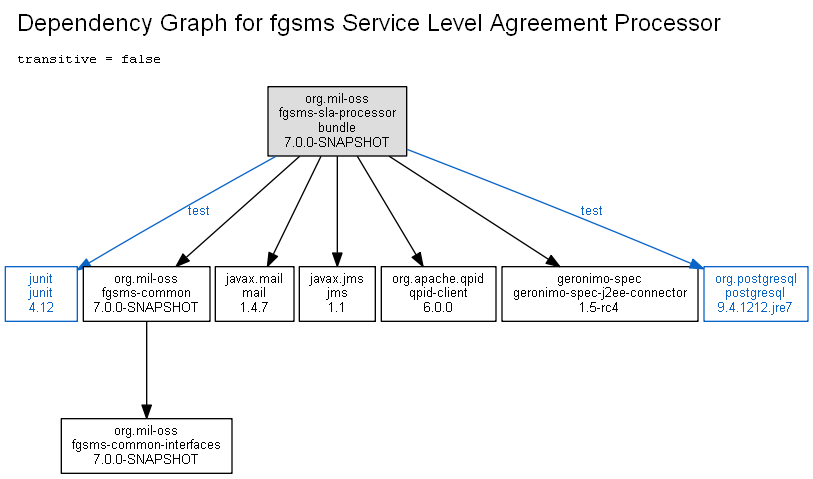 Dependency Graph for fgsms Service Level Agreement Processor
transitive = false
org.mil-oss
fgsms-sla-processor
bundle
7.0.0-SNAPSHOT
test
test
junit
junit
4.12
org.mil-oss
fgsms-common
7.0.0-SNAPSHOT
javax.mail
mail
1.4.7
javax.jms
jms
1.1
org.apache.qpid
qpid-client
6.0.0
geronimo-spec
geronimo-spec-j2ee-connector
1.5-rc4
org.postgresql
postgresql
9.4.1212.jre7
org.mil-oss
fgsms-common-interfaces
7.0.0-SNAPSHOT